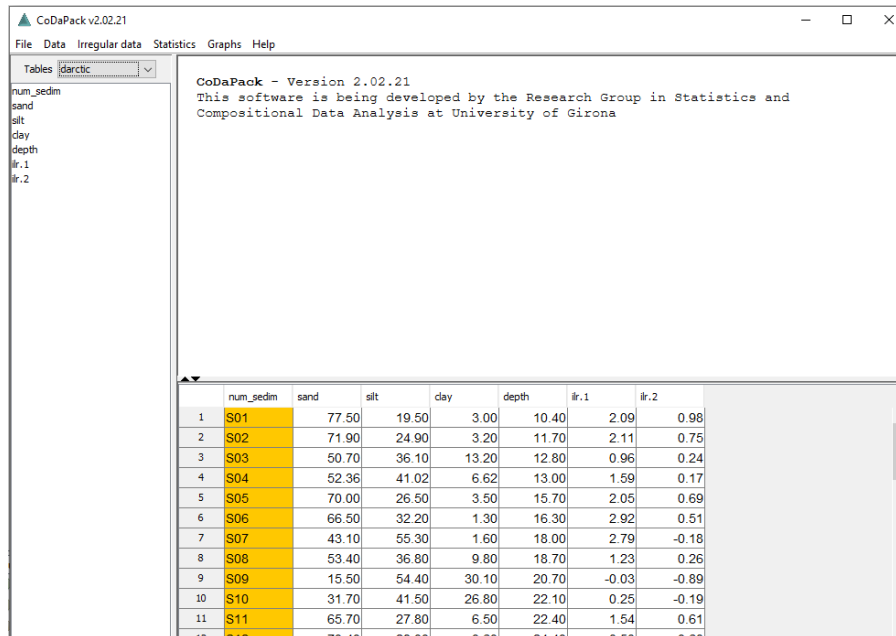 CoDaPack v2.02.21
File Data Irregular data Statistics Graphs Help
Tables darctic
num_sedim
sand
silt
clay
depth
ilr.1
ilr.2
CoDaPack - Version 2.02.21
This software is being developed by the Research Group in Statistics and
Compositional Data Analysis at University of Girona
num_sedim sand silt clay depth ilr.1 ilr.2
1 S01 77.50 19.50 3.00 10.40 2.09 0.98
2 S02 71.90 24.90 3.20 11.70 2.11 0.75
3 S03 50.70 36.10 13.20 12.80 0.96 0.24
4 S04 52.36 41.02 6.62 13.00 1.59 0.17
5 S05 70.00 26.50 3.50 15.70 2.05 0.69
6 S06 66.50 32.20 1.30 16.30 2.92 0.51
7 S07 43.10 55.30 1.60 18.00 2.79 -0.18
8 S08 53.40 36.80 9.80 18.70 1.23 0.26
9 S09 15.50 54.40 30.10 20.70 -0.03 -0.89
10 S10 31.70 41.50 26.80 22.10 0.25 -0.19
11 S11 65.70 27.80 6.50 22.40 1.54 0.61